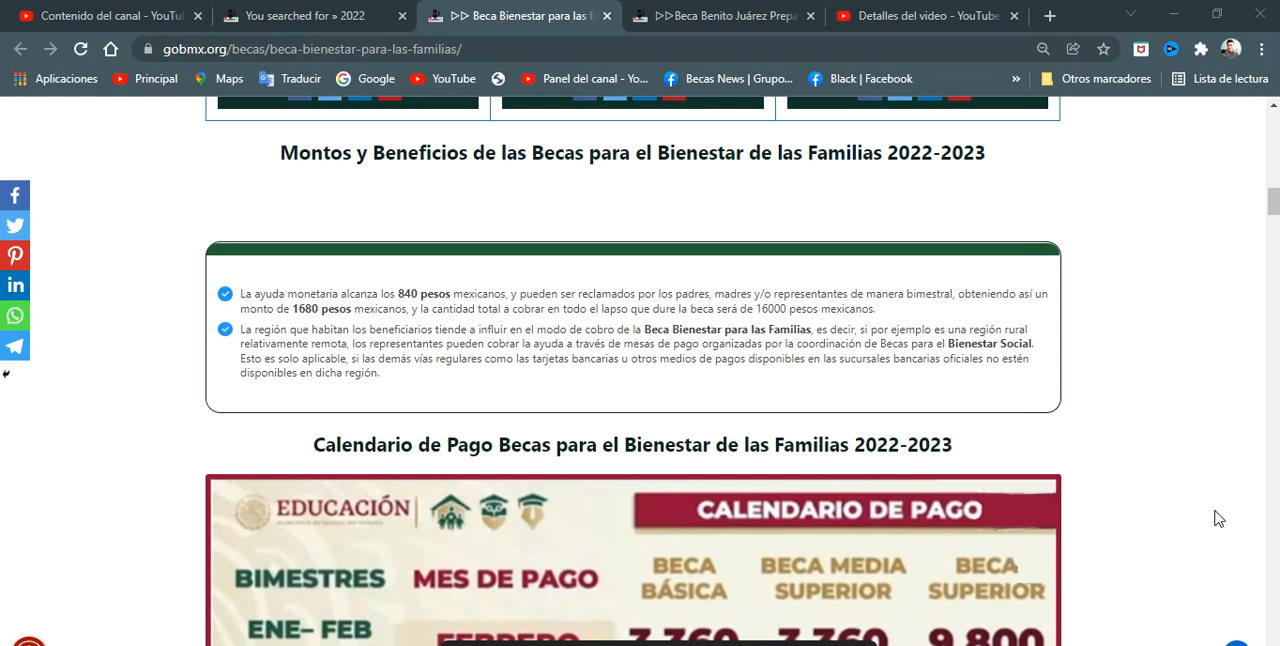 Contenido del canal - YouTu
You searched for » 2022
▷▷ Beca Bienestar para las f
▷▷Beca Benito Juárez Prepa
Detalles del video - YouTube
gobmx.org/becas/beca-bienestar-para-las-familias/
Aplicaciones
Principal
Maps
Traducir
Google
YouTube
Panel del canal - Yo...
Becas News | Grupo...
Black | Facebook
»
Otros marcadores
Lista de lectura
Montos y Beneficios de las Becas para el Bienestar de las Familias 2022-2023
La ayuda monetaria alcanza los 840 pesos mexicanos, y pueden ser reclamados por los padres, madres y/o representantes de manera bimestral, obteniendo así un
monto de 1680 pesos mexicanos, y la cantidad total a cobrar en todo el lapso que dure la beca será de 16000 pesos mexicanos.
La región que habitan los beneficiarios tiende a influir en el modo de cobro de la Beca Bienestar para las Familias, es decir, si por ejemplo es una región rural
relativamente remota, los representantes pueden cobrar la ayuda a través de mesas de pago organizadas por la coordinación de Becas para el Bienestar Social.
Esto es solo aplicable, si las demás vías regulares como las tarjetas bancarias u otros medios de pagos disponibles en las sucursales bancarias oficiales no estén
disponibles en dicha región.
Calendario de Pago Becas para el Bienestar de las Familias 2022-2023
EDUCACIÓN
CALENDARIO DE PAGO
BIMESTRES
MES DE PAGO
BECA
BÁSICA
BECA MEDIA
SUPERIOR
BECA
SUPERIOR
ENE– FEB
FEBRERO
3,360
3,360
9,800